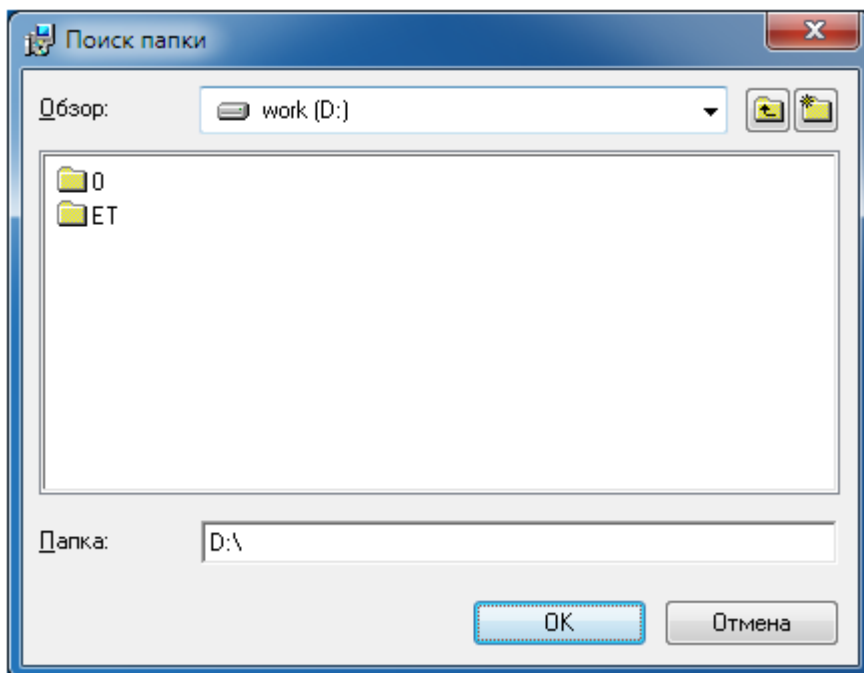 Поиск папки
Обзор: work (D:)
0
ET
Папка: D:\
OK Отмена